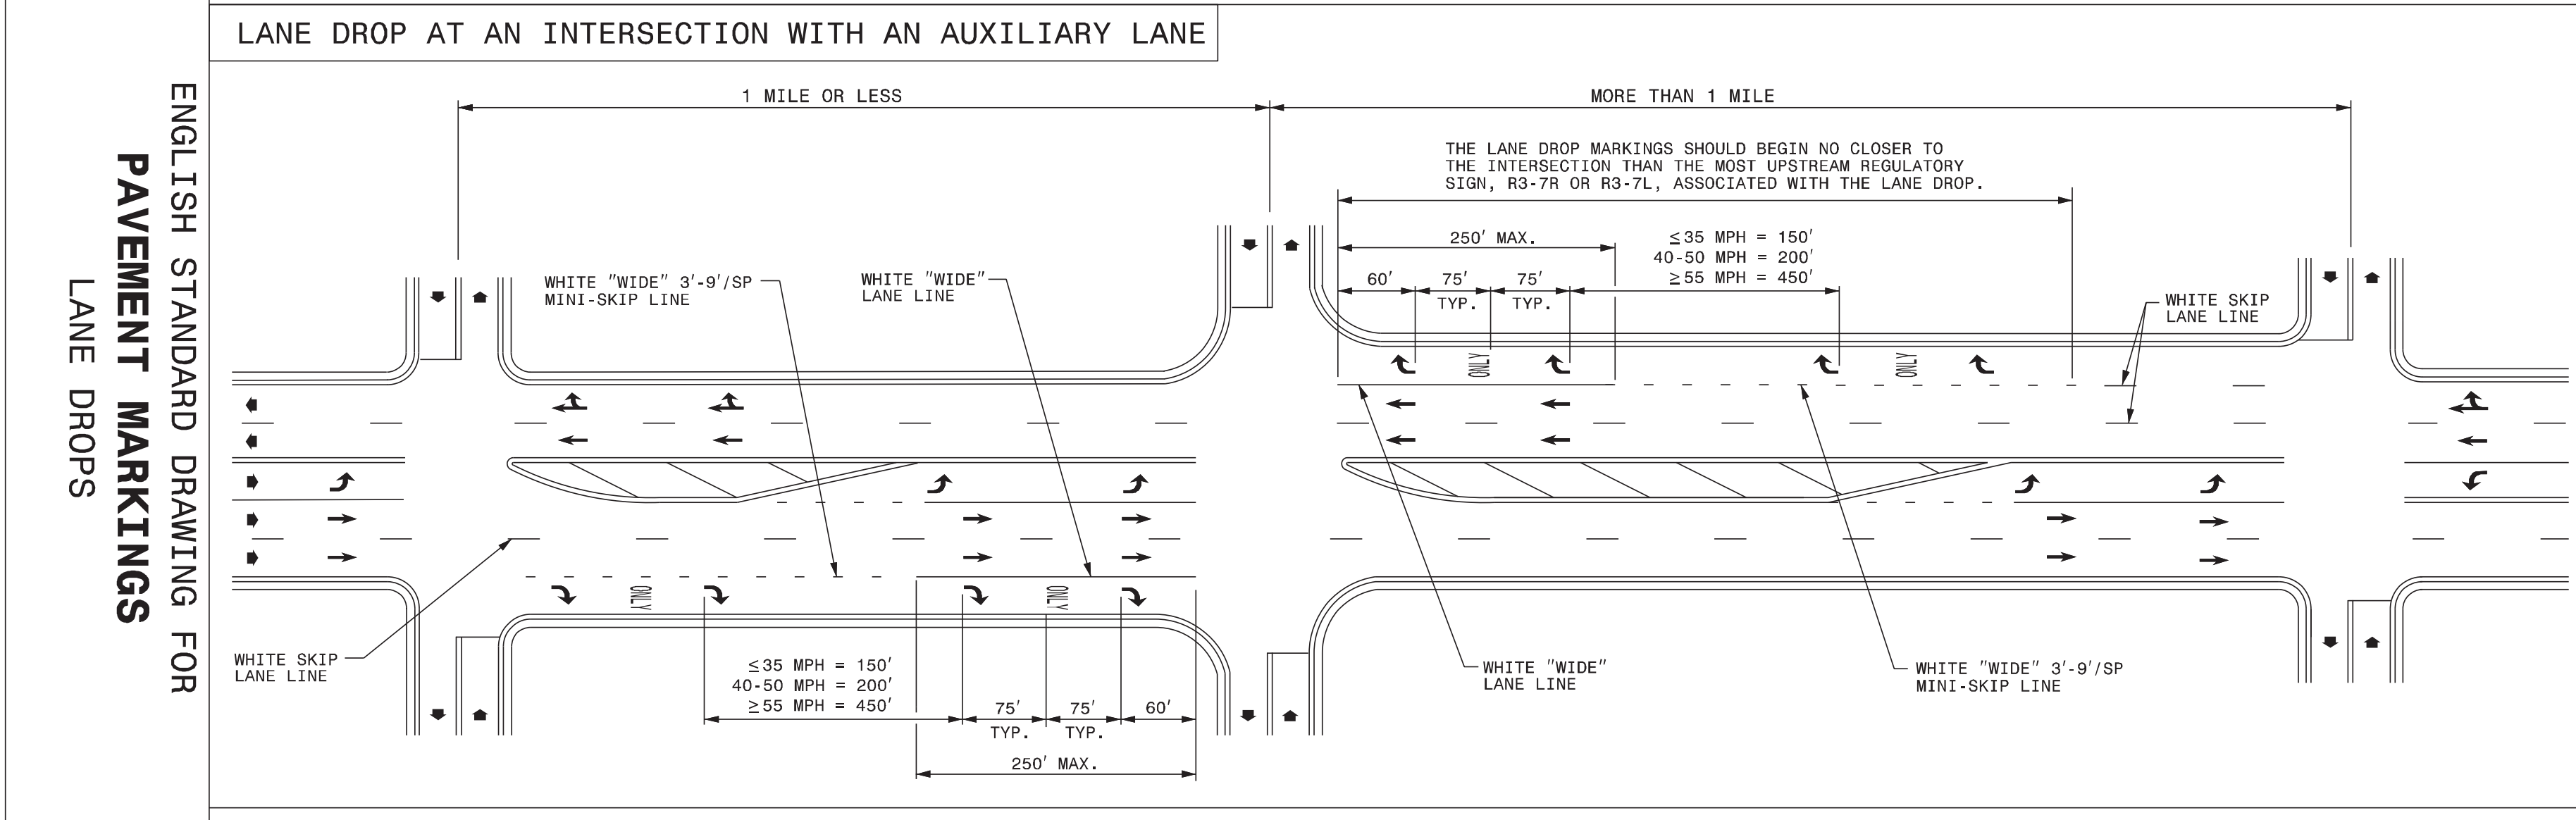 LANE DROP AT AN INTERSECTION WITH AN AUXILIARY LANE
ENGLISH STANDARD DRAWING FOR
PAVEMENT MARKINGS
LANE DROPS
1 MILE OR LESS
MORE THAN 1 MILE
THE LANE DROP MARKINGS SHOULD BEGIN NO CLOSER TO
THE INTERSECTION THAN THE MOST UPSTREAM REGULATORY
SIGN, R3-7R OR R3-7L, ASSOCIATED WITH THE LANE DROP.
250' MAX.
≤35 MPH = 150'
40-50 MPH = 200'
≥55 MPH = 450'
60'
75'
TYP.
75'
TYP.
WHITE "WIDE" 3'-9'/SP
MINI-SKIP LINE
WHITE "WIDE"
LANE LINE
WHITE SKIP
LANE LINE
ONLY
ONLY
ONLY
ONLY
WHITE SKIP
LANE LINE
≤35 MPH = 150'
40-50 MPH = 200'
≥55 MPH = 450'
75'
TYP.
75'
TYP.
60'
250' MAX.
WHITE "WIDE"
LANE LINE
WHITE "WIDE" 3'-9'/SP
MINI-SKIP LINE